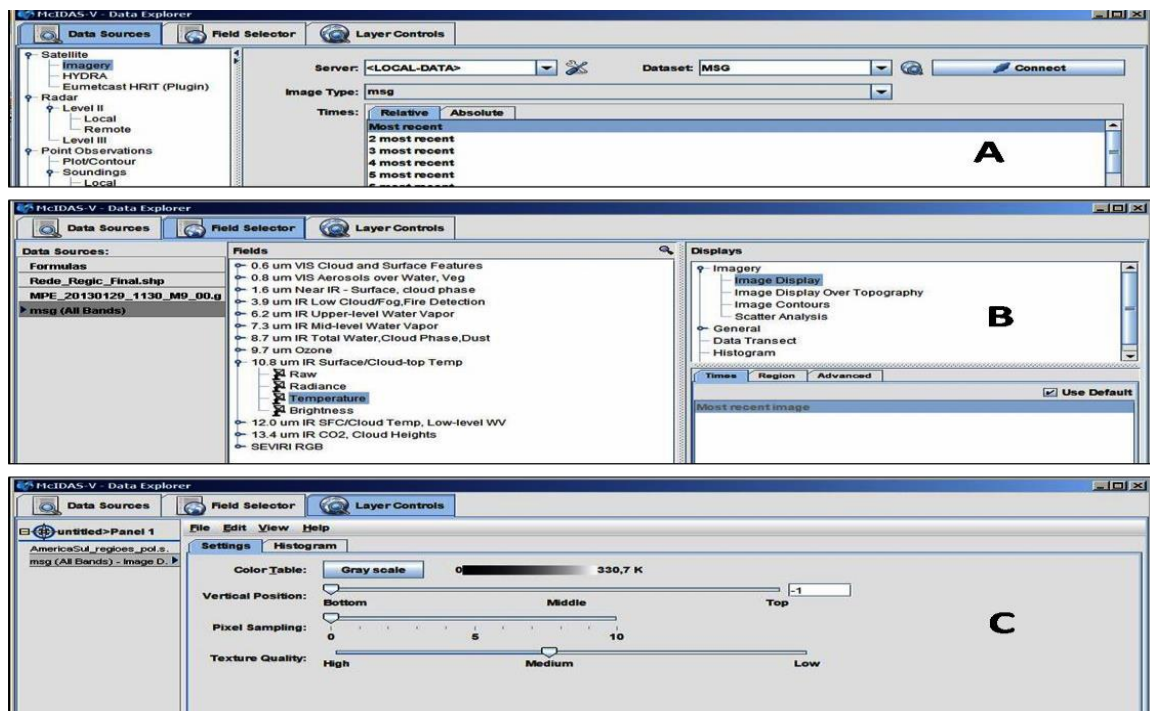 McIDAS-V - Data Explorer
Data Sources Field Selector Layer Controls
Satellite
Imagery
HYDRA
Eumetcast HRIT (Plugin)
Radar
Level II
Local
Remote
Level III
Point Observations
Plot/Contour
Soundings
Local
Server: <LOCAL-DATA> Dataset: MSG Connect
Image Type: msg
Times: Relative Absolute
Most recent
2 most recent
3 most recent
4 most recent
5 most recent
A
McIDAS-V - Data Explorer
Data Sources Field Selector Layer Controls
Data Sources:
Formulas
Rede_Regic_Final.shp
MPE_20130129_1130_M9_00.g
msg (All Bands)
Fields
0.6 um VIS Cloud and Surface Features
0.8 um VIS Aerosols over Water, Veg
1.6 um Near IR - Surface, cloud phase
3.9 um IR Low Cloud/Fog,Fire Detection
6.2 um IR Upper-level Water Vapor
7.3 um IR Mid-level Water Vapor
8.7 um IR Total Water,Cloud Phase,Dust
9.7 um Ozone
10.8 um IR Surface/Cloud-top Temp
Raw
Radiance
Temperature
Brightness
12.0 um IR SFC/Cloud Temp, Low-level WV
13.4 um IR CO2, Cloud Heights
SEVIRI RGB
Displays
Imagery
Image Display
Image Display Over Topography
Image Contours
Scatter Analysis
General
Data Transect
Histogram
B
Times Region Advanced
Use Default
Most recent image
McIDAS-V - Data Explorer
Data Sources Field Selector Layer Controls
untitled>Panel 1
AmericaSul_regioes_pol.s.
msg (All Bands) - Image D.
File Edit View Help
Settings Histogram
Color Table: Gray scale 0 330,7 K
Vertical Position: -1
Bottom Middle Top
Pixel Sampling:
0 5 10
Texture Quality:
High Medium Low
C